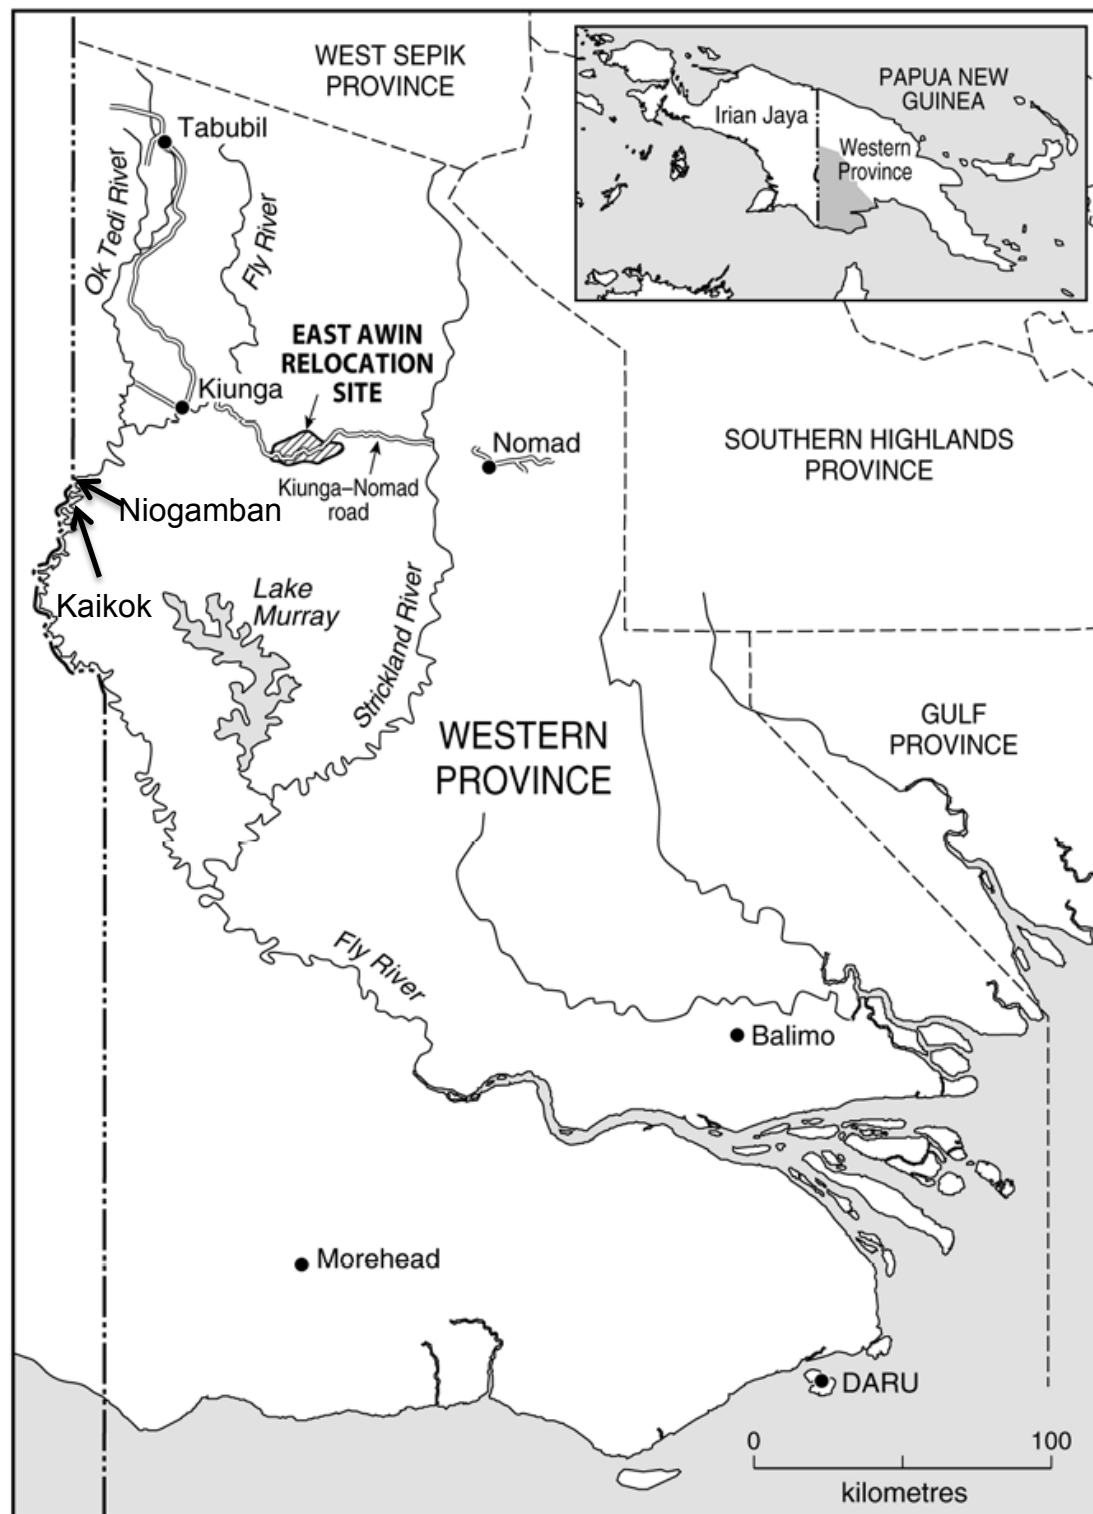 WEST SEPIK
PROVINCE
PAPUA NEW
GUINEA
Irian Jaya
Western
Province
Tabubil
Ok Tedi River
Fly River
EAST AWIN
RELOCATION
SITE
Kiunga
Nomad
SOUTHERN HIGHLANDS
PROVINCE
Kiunga–Nomad
road
Niogamban
Kaikok
Lake
Murray
Strickland River
WESTERN
PROVINCE
GULF
PROVINCE
Fly River
Balimo
Morehead
DARU
0 100
kilometres